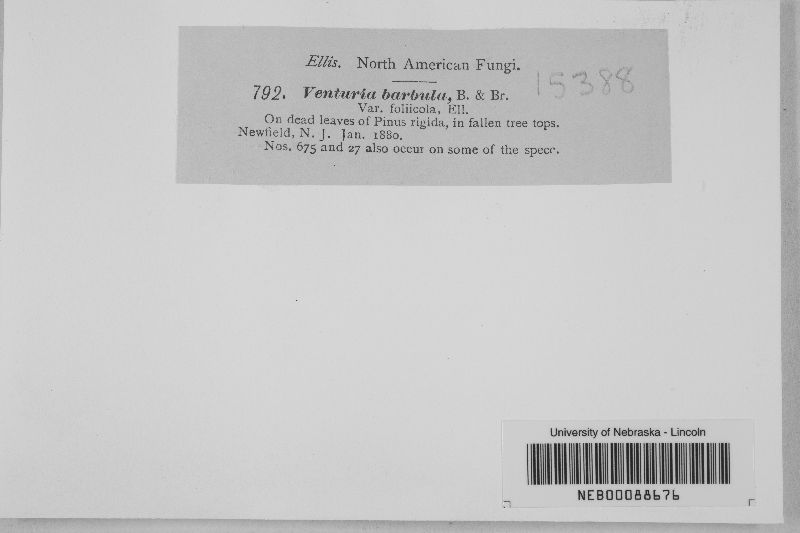 Ellis. North American Fungi.
15388
792. Venturia barbula, B. & Br.
Var. foliicola, Ell.
On dead leaves of Pinus rigida, in fallen tree tops.
Newfield, N. J. Jan. 1880.
Nos. 675 and 27 also occur on some of the specc.
University of Nebraska - Lincoln
NEB00088676